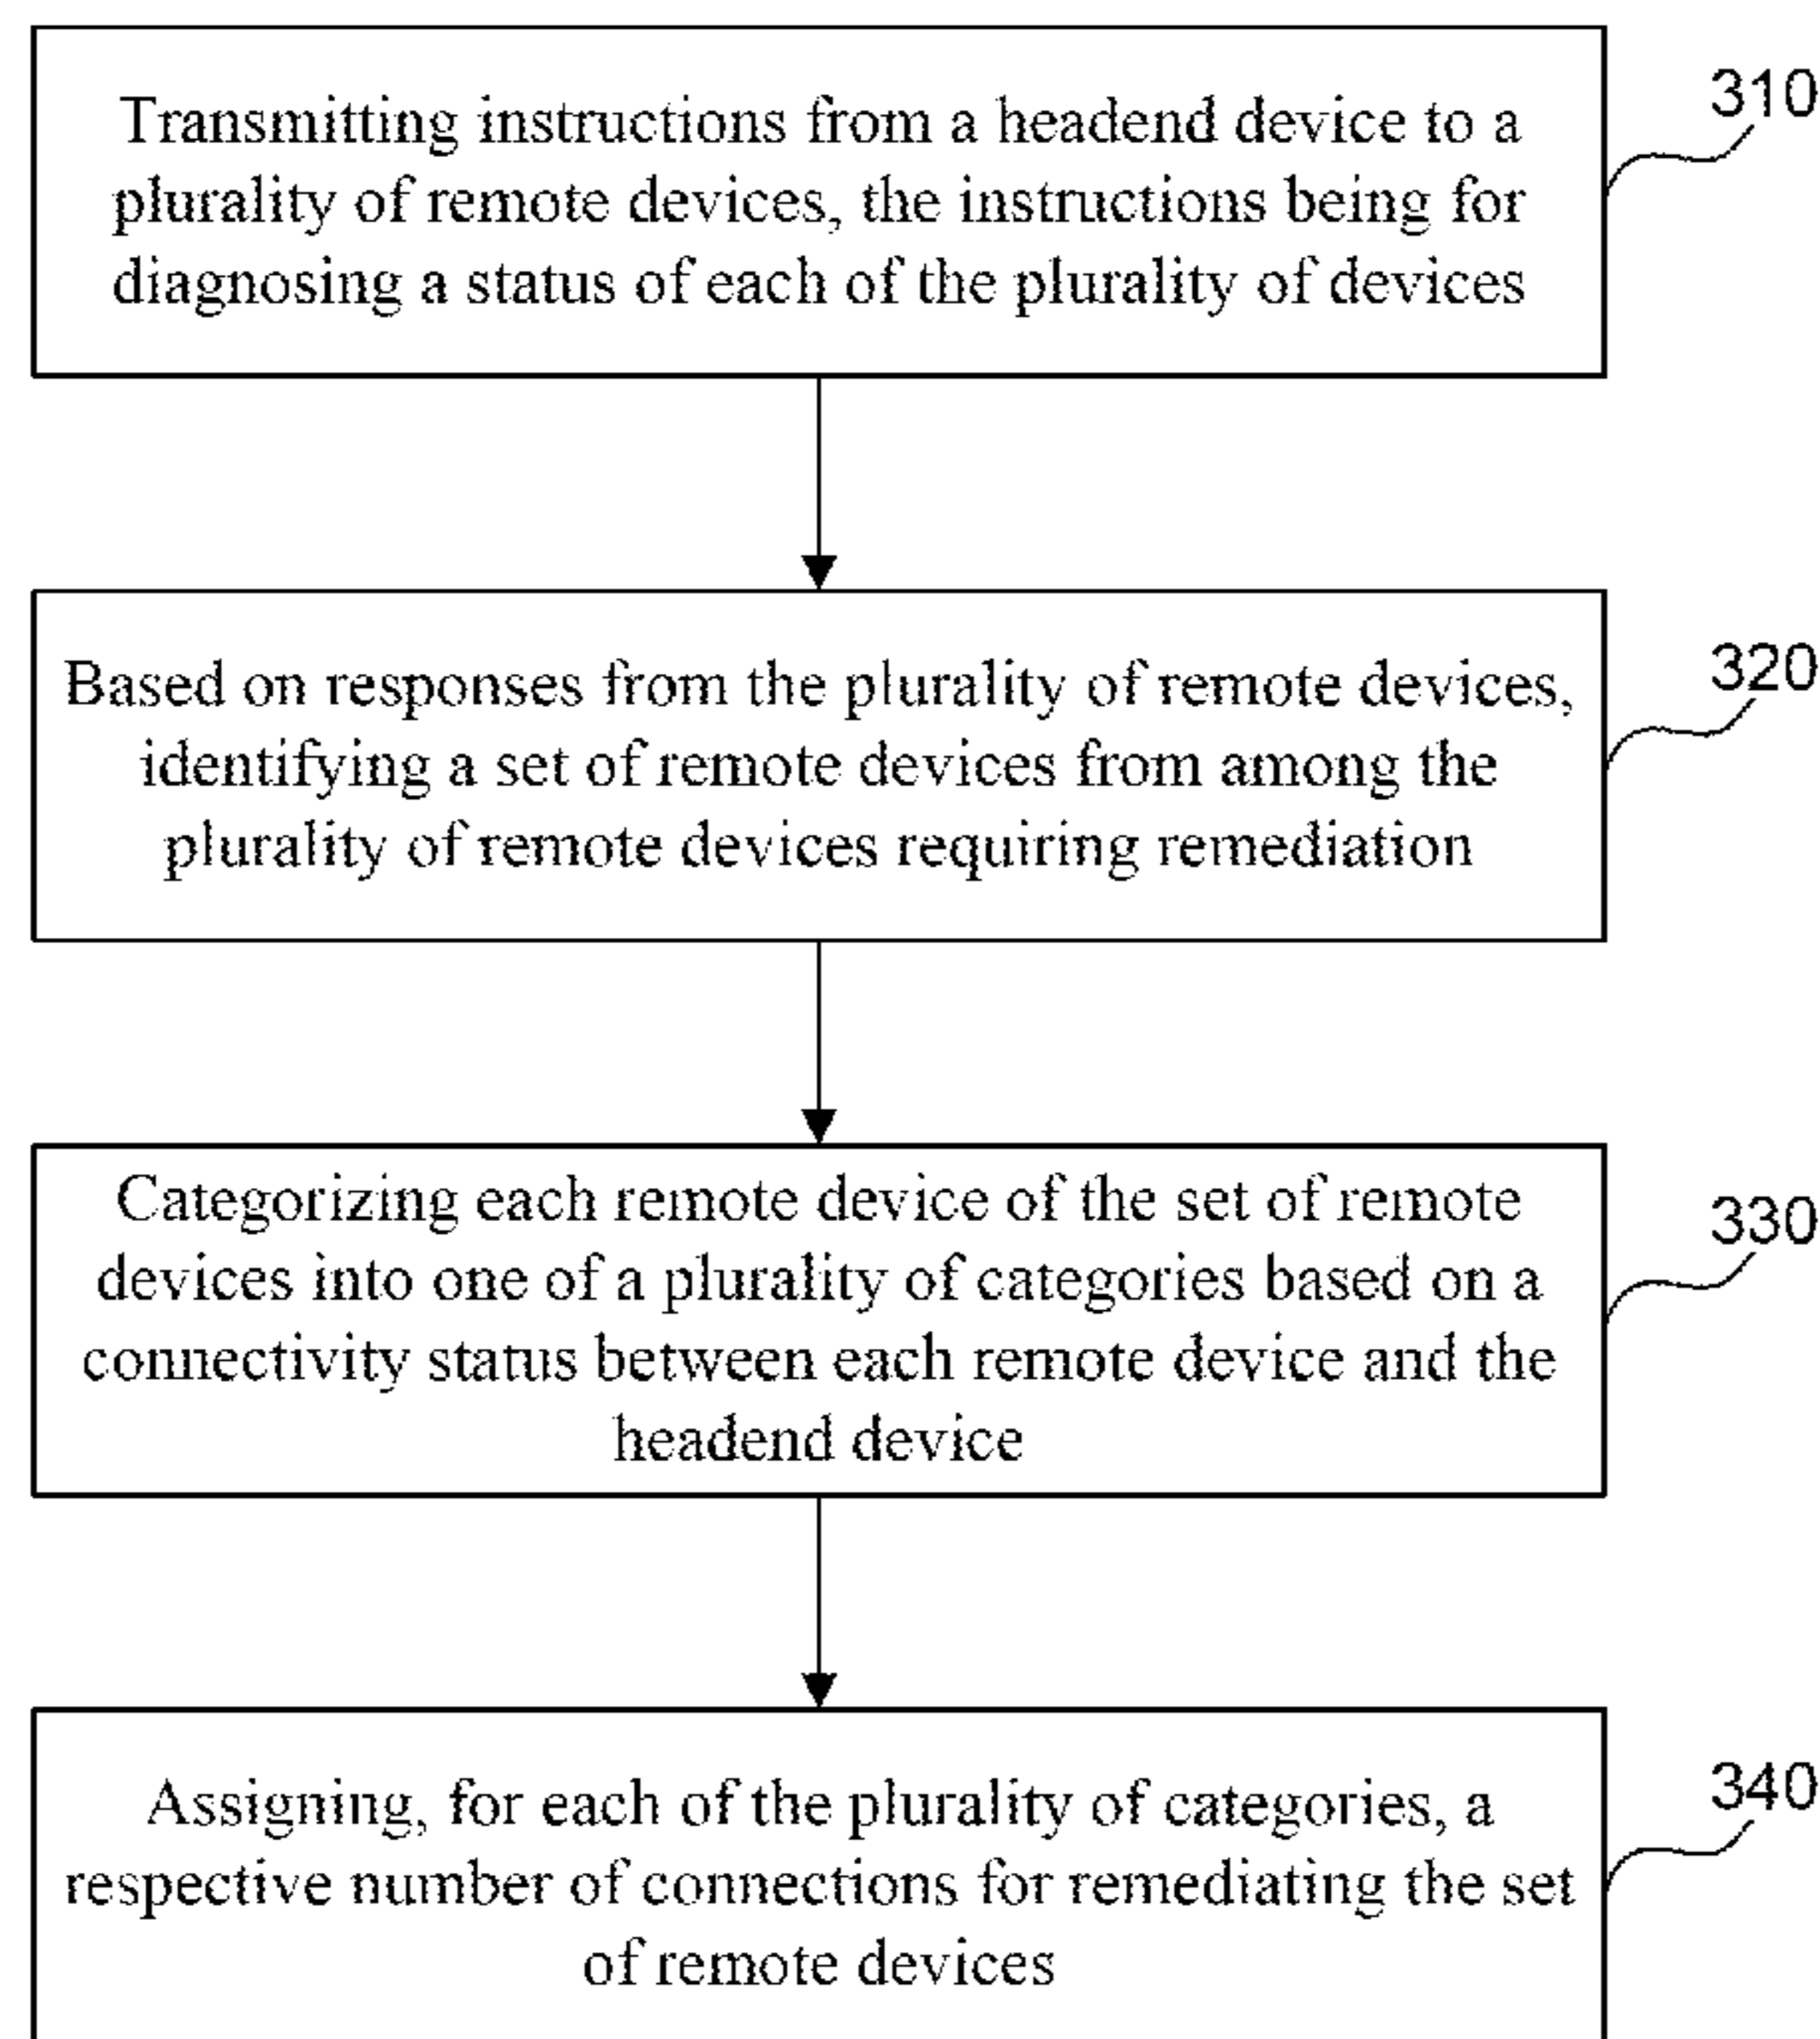 Transmitting instructions from a headend device to a
plurality of remote devices, the instructions being for
diagnosing a status of each of the plurality of devices
310
Based on responses from the plurality of remote devices,
identifying a set of remote devices from among the
plurality of remote devices requiring remediation
320
Categorizing each remote device of the set of remote
devices into one of a plurality of categories based on a
connectivity status between each remote device and the
headend device
330
Assigning, for each of the plurality of categories, a
respective number of connections for remediating the set
of remote devices
340